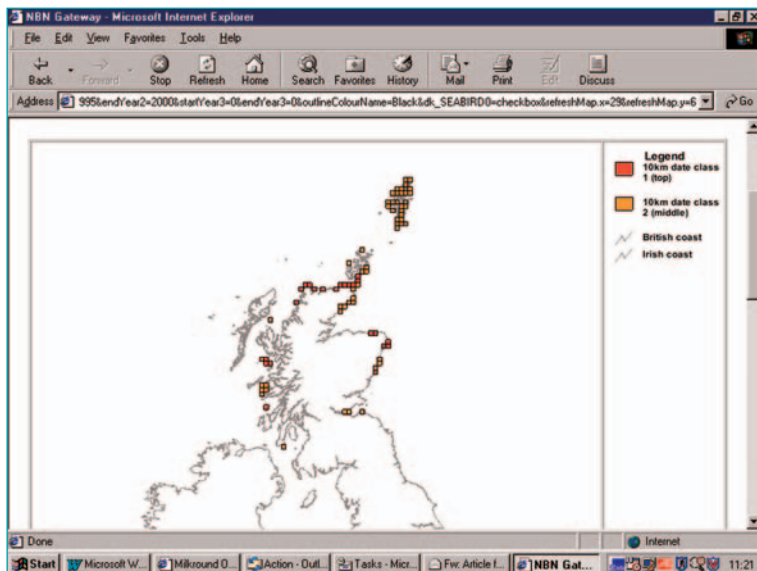 NBN Gateway - Microsoft Internet Explorer
File Edit View Favorites Tools Help
Back Forward Stop Refresh Home Search Favorites History Mail Print Edit Discuss
Address 995&endYear2=2000&startYear3=0&endYear3=0&outlineColourName=Black&dk_SEABIRD0=checkbox&refreshMap.x=29&refreshMap.y=6 Go
Legend
10km date class
1 (top)
10km date class
2 (middle)
British coast
Irish coast
Done Internet
Start Microsoft W... Milkround O... Action - Outl... Tasks - Micr... Fw: Article f... NBN Gat... 11:21